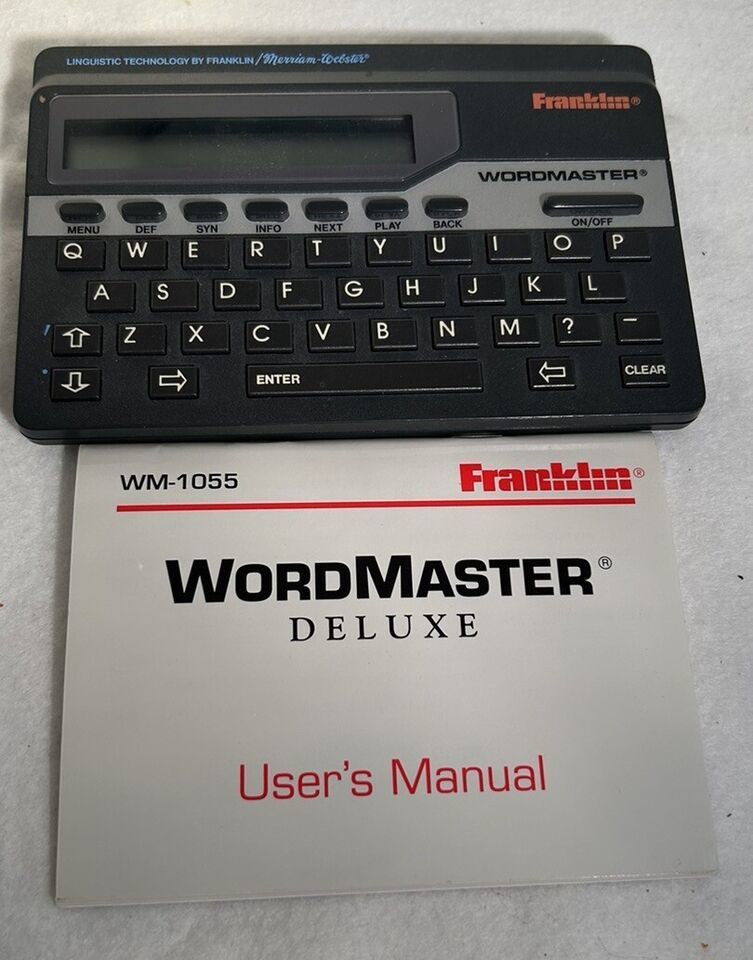 LINGUISTIC TECHNOLOGY BY FRANKLIN/Merriam-Webster®
Franklin®
WORDMASTER®
MENU DEF SYN INFO NEXT PLAY BACK ON/OFF
Q W E R T Y U I O P
A S D F G H J K L
⇧ Z X C V B N M ? –
⇩ ⇨ ENTER ⇦ CLEAR
WM-1055 Franklin®
WORDMASTER®
DELUXE
User's Manual